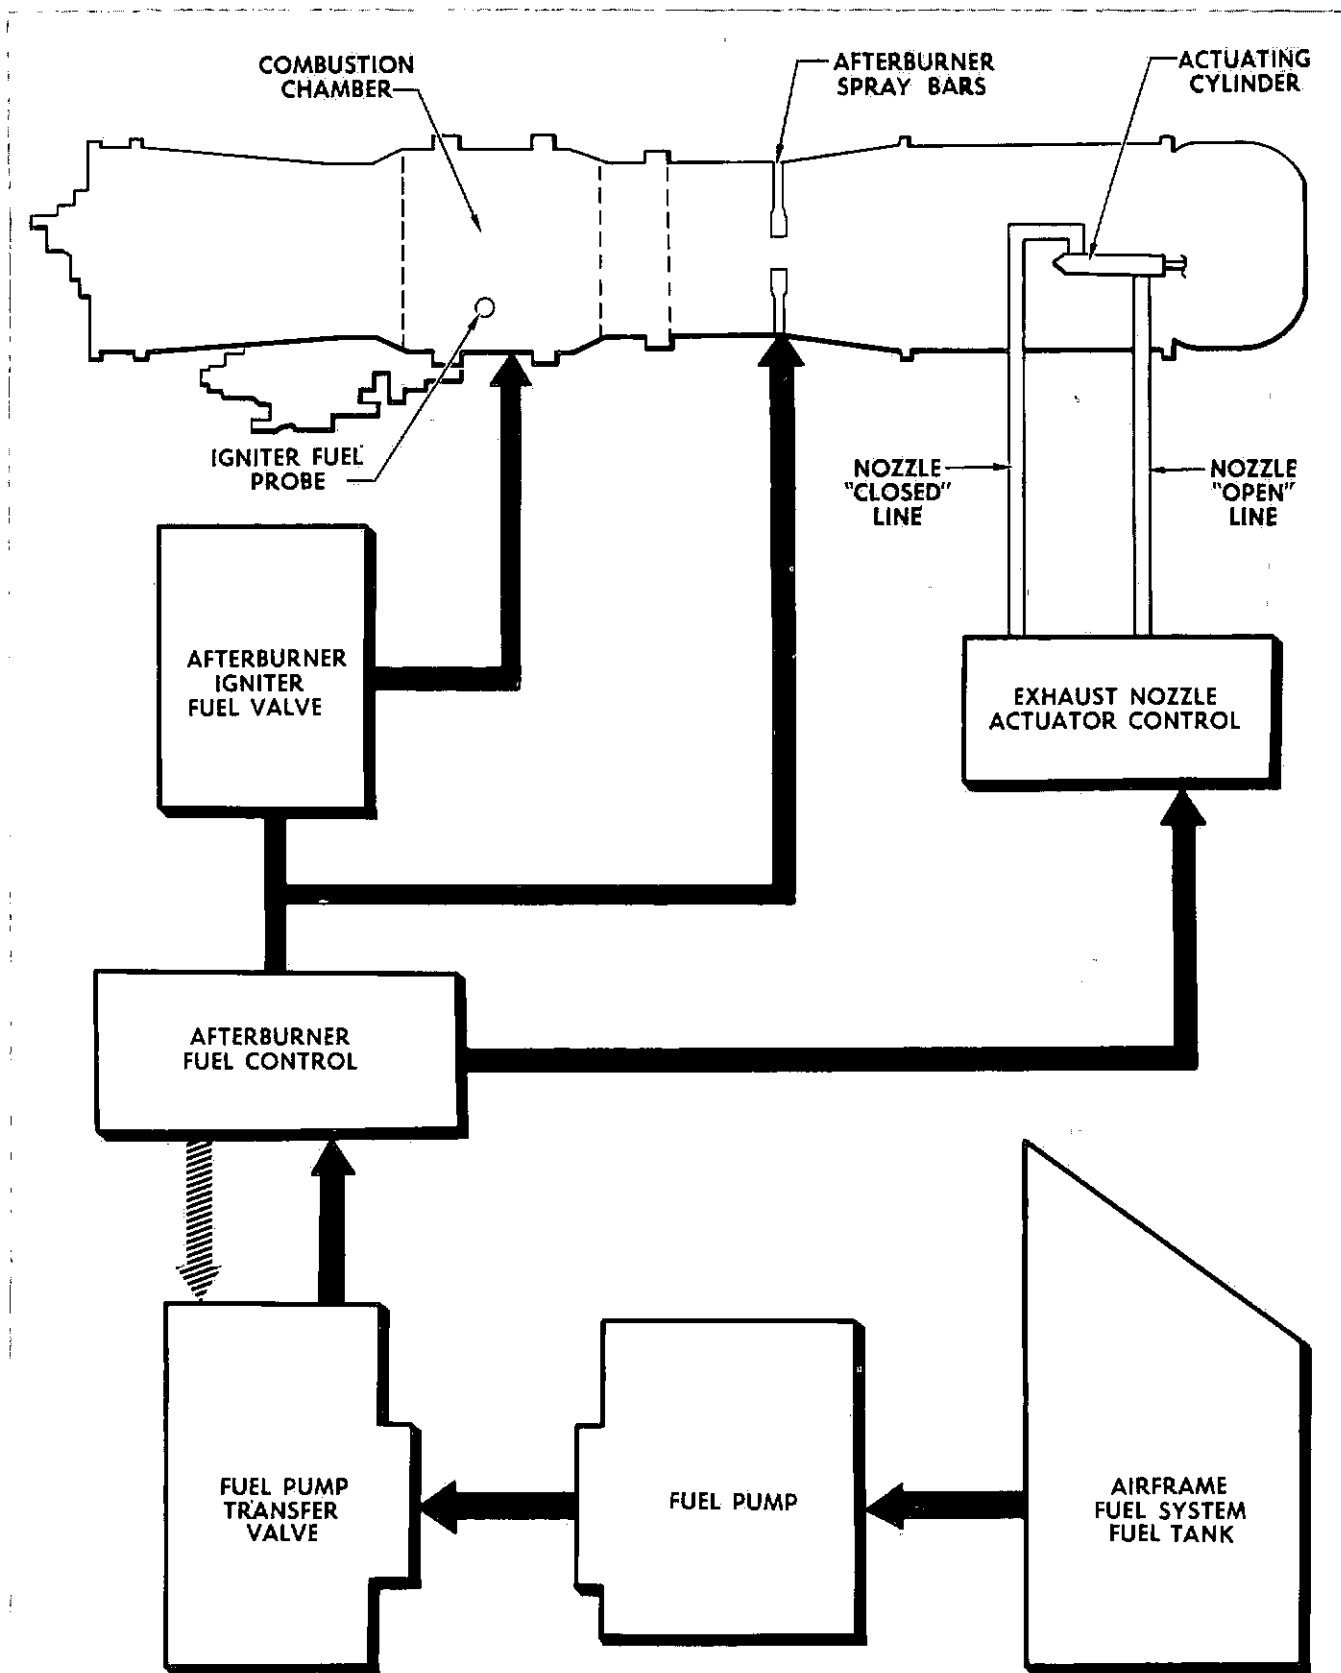 COMBUSTION
CHAMBER
AFTERBURNER
SPRAY BARS
ACTUATING
CYLINDER
IGNITER FUEL
PROBE
NOZZLE
"CLOSED"
LINE
NOZZLE
"OPEN"
LINE
AFTERBURNER
IGNITER
FUEL VALVE
EXHAUST NOZZLE
ACTUATOR CONTROL
AFTERBURNER
FUEL CONTROL
FUEL PUMP
TRANSFER
VALVE
FUEL PUMP
AIRFRAME
FUEL SYSTEM
FUEL TANK